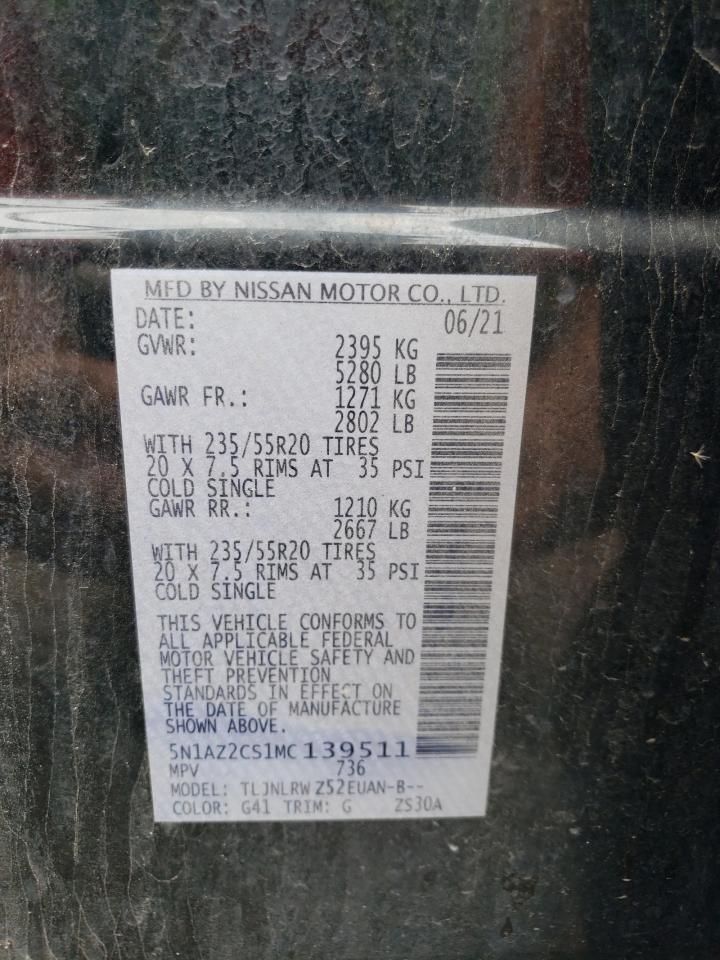 MFD BY NISSAN MOTOR CO., LTD.
DATE: 06/21
GVWR: 2395 KG
5280 LB
GAWR FR.: 1271 KG
2802 LB
WITH 235/55R20 TIRES
20 X 7.5 RIMS AT 35 PSI
COLD SINGLE
GAWR RR.: 1210 KG
2667 LB
WITH 235/55R20 TIRES
20 X 7.5 RIMS AT 35 PSI
COLD SINGLE
THIS VEHICLE CONFORMS TO
ALL APPLICABLE FEDERAL
MOTOR VEHICLE SAFETY AND
THEFT PREVENTION
STANDARDS IN EFFECT ON
THE DATE OF MANUFACTURE
SHOWN ABOVE.
5N1AZ2CS1MC139511
MPV 736
MODEL: TLJNLRWZ52EUAN-B--
COLOR: G41 TRIM: G ZS30A